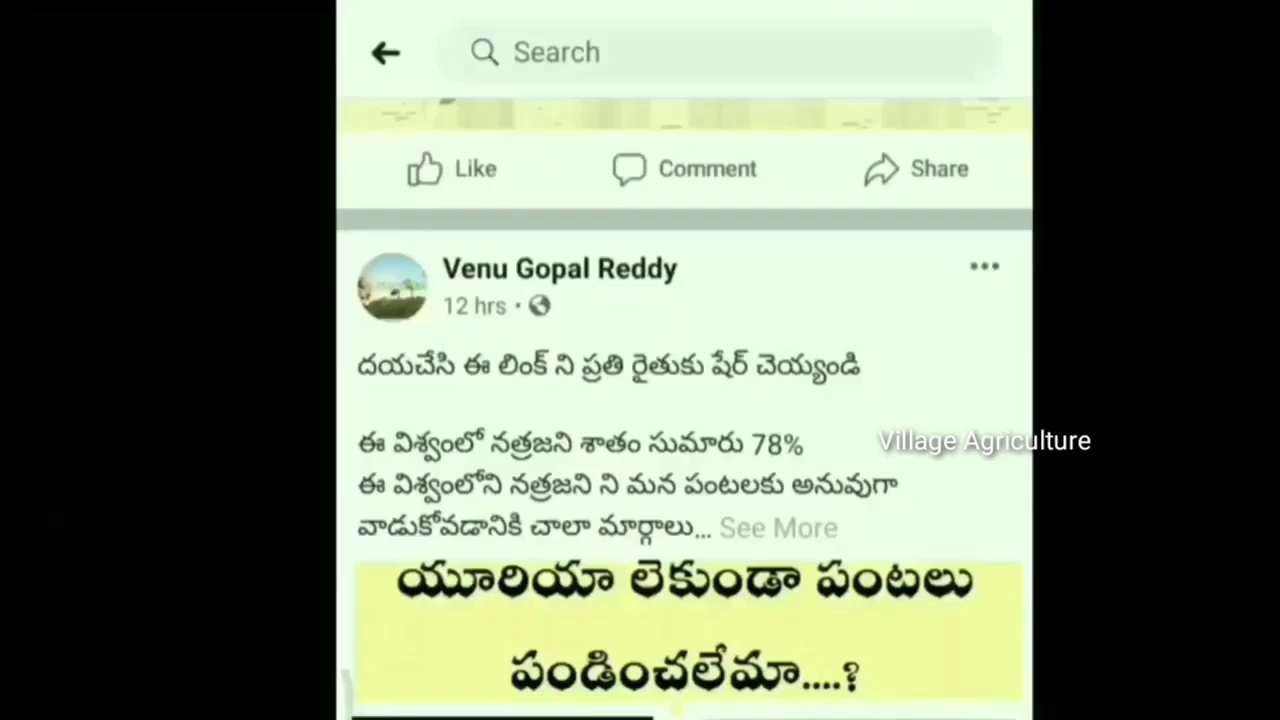 Search
Like Comment Share
Venu Gopal Reddy
12 hrs ·
దయచేసి ఈ లింక్ ని ప్రతి రైతుకు షేర్ చెయ్యండి
ఈ విశ్వంలో నత్రజని శాతం సుమారు 78%
Village Agriculture
ఈ విశ్వంలోని నత్రజని ని మన పంటలకు అనువుగా
వాడుకోవడానికి చాలా మార్గాలు... See More
యూరియా లెకుండా పంటలు
పండించలేమా....?